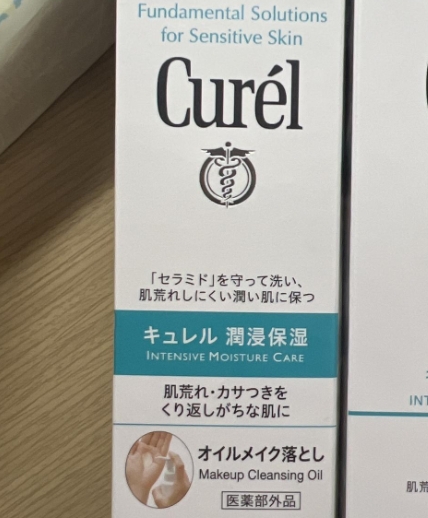 Fundamental Solutions
for Sensitive Skin
Curél
「セラミド」を守って洗い、
肌荒れしにくい潤い肌に保つ
キュレル 潤浸保湿
INTENSIVE MOISTURE CARE
肌荒れ・カサつきを
くり返しがちな肌に
オイルメイク落とし
Makeup Cleansing Oil
医薬部外品
INT
肌荒